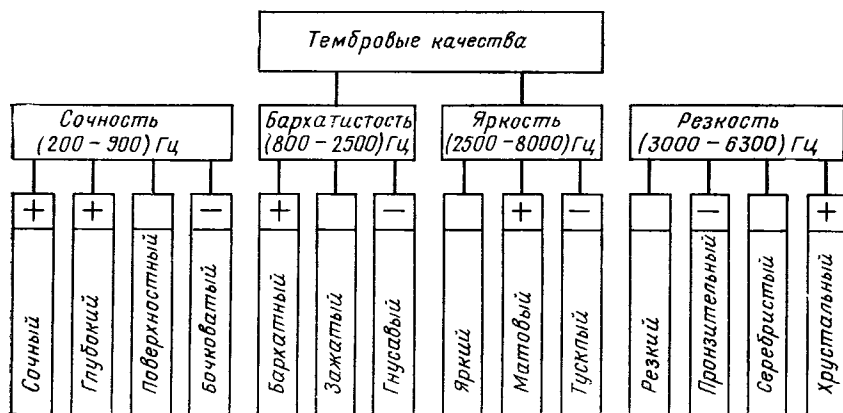 Тембровые качества
Сочность
(200-900) Гц
Бархатистость
(800-2500) Гц
Яркость
(2500-8000) Гц
Резкость
(3000-6300) Гц
+
+
−
+
−
+
−
−
+
Сочный
Глубокий
Поверхностный
Бочковатый
Бархатный
Зажатый
Гнусавый
Яркий
Матовый
Тусклый
Резкий
Пронзительный
Серебристый
Хрустальный